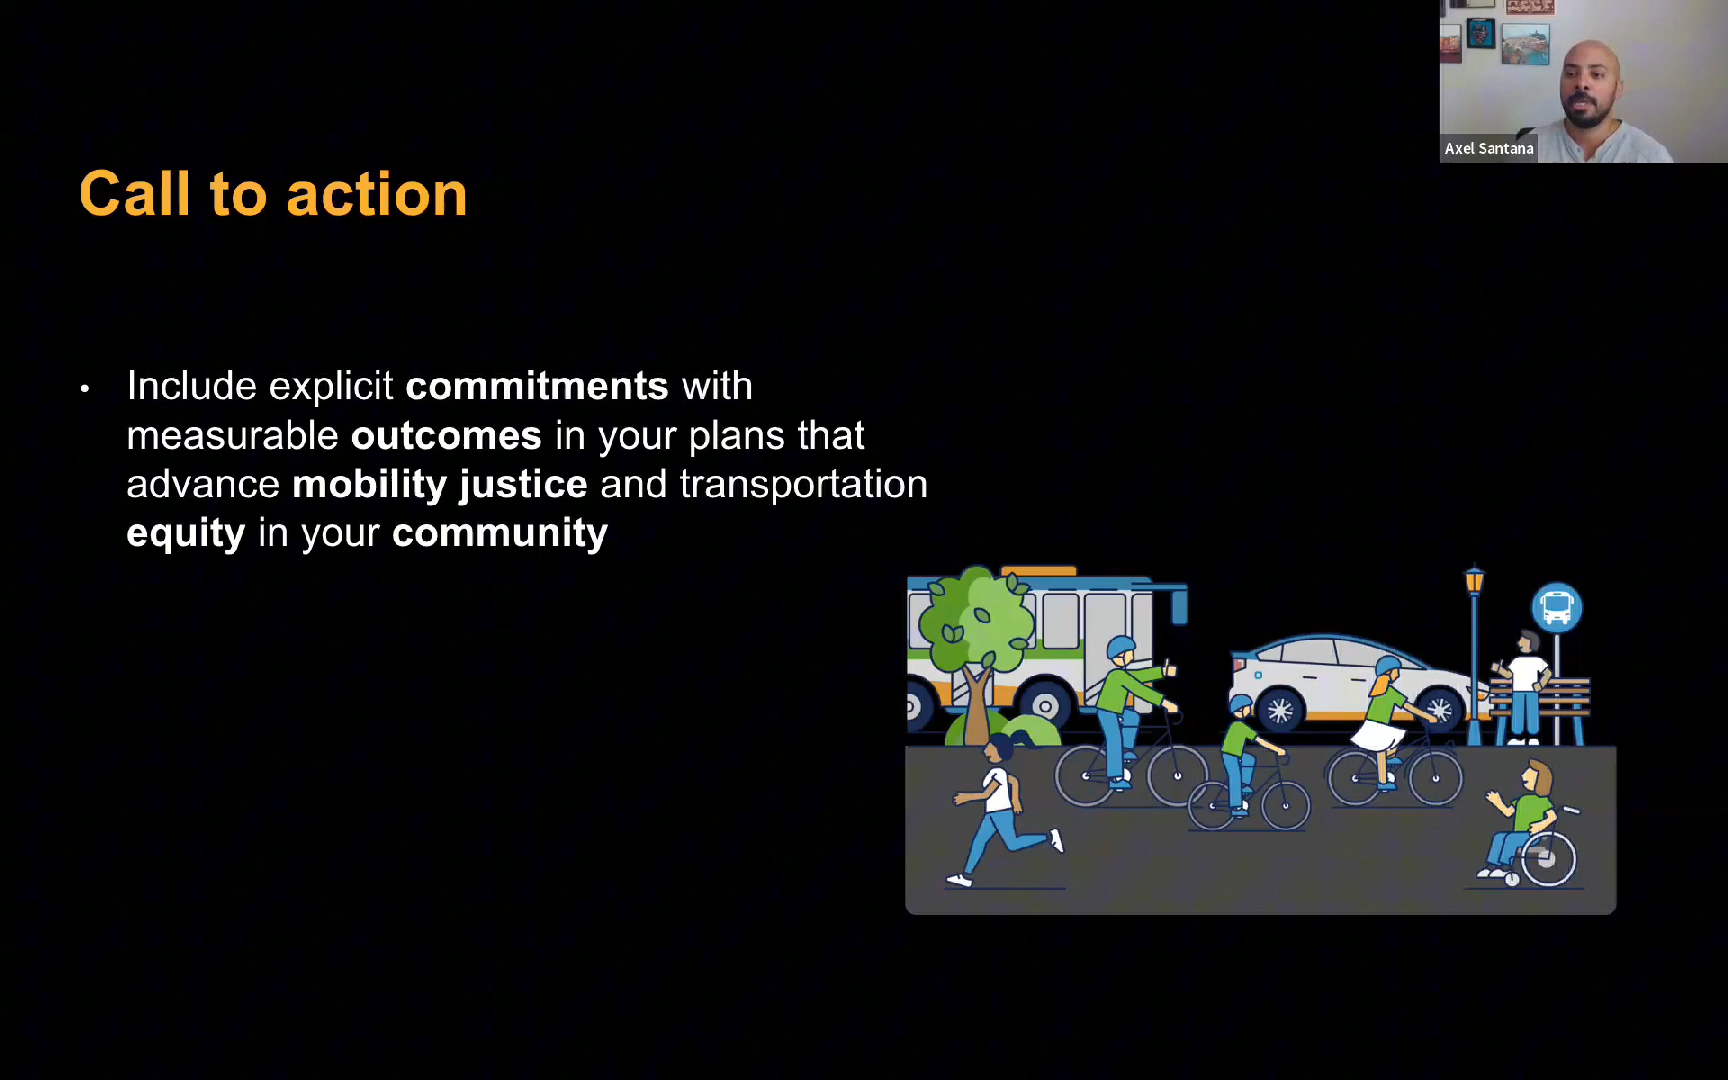 Axel Santana
Call to action
• Include explicit commitments with
measurable outcomes in your plans that
advance mobility justice and transportation
equity in your community